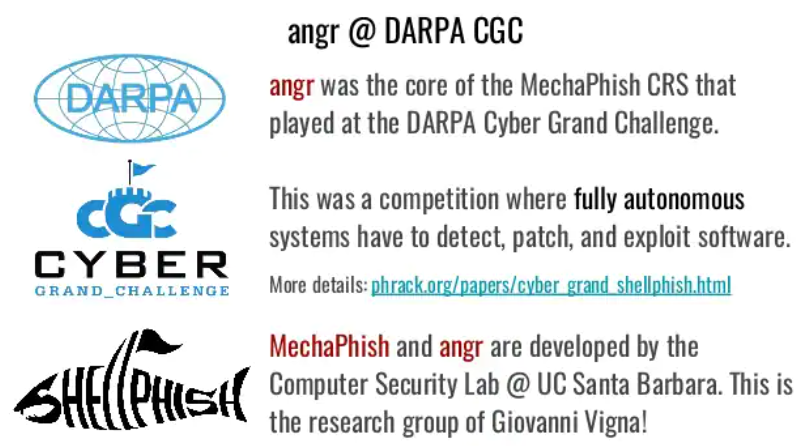 angr @ DARPA CGC
DARPA
angr was the core of the MechaPhish CRS that
played at the DARPA Cyber Grand Challenge.
CGC
CYBER
GRAND_CHALLENGE
This was a competition where fully autonomous
systems have to detect, patch, and exploit software.
More details: phrack.org/papers/cyber_grand_shellphish.html
SHELLPHISH
MechaPhish and angr are developed by the
Computer Security Lab @ UC Santa Barbara. This is
the research group of Giovanni Vigna!